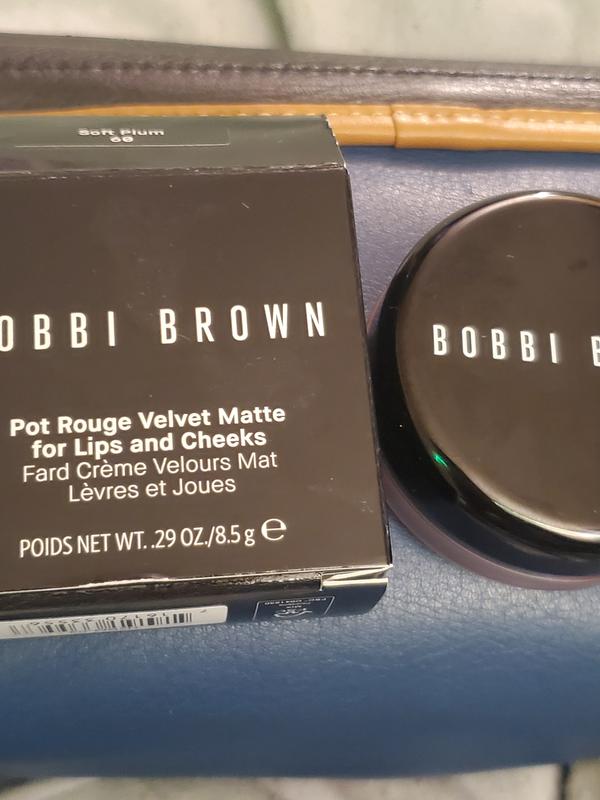 Soft Plum
OBBI BROWN
Pot Rouge Velvet Matte
for Lips and Cheeks
Fard Crème Velours Mat
Lèvres et Joues
POIDS NET WT. .29 OZ./8.5 g e
BOBBI B